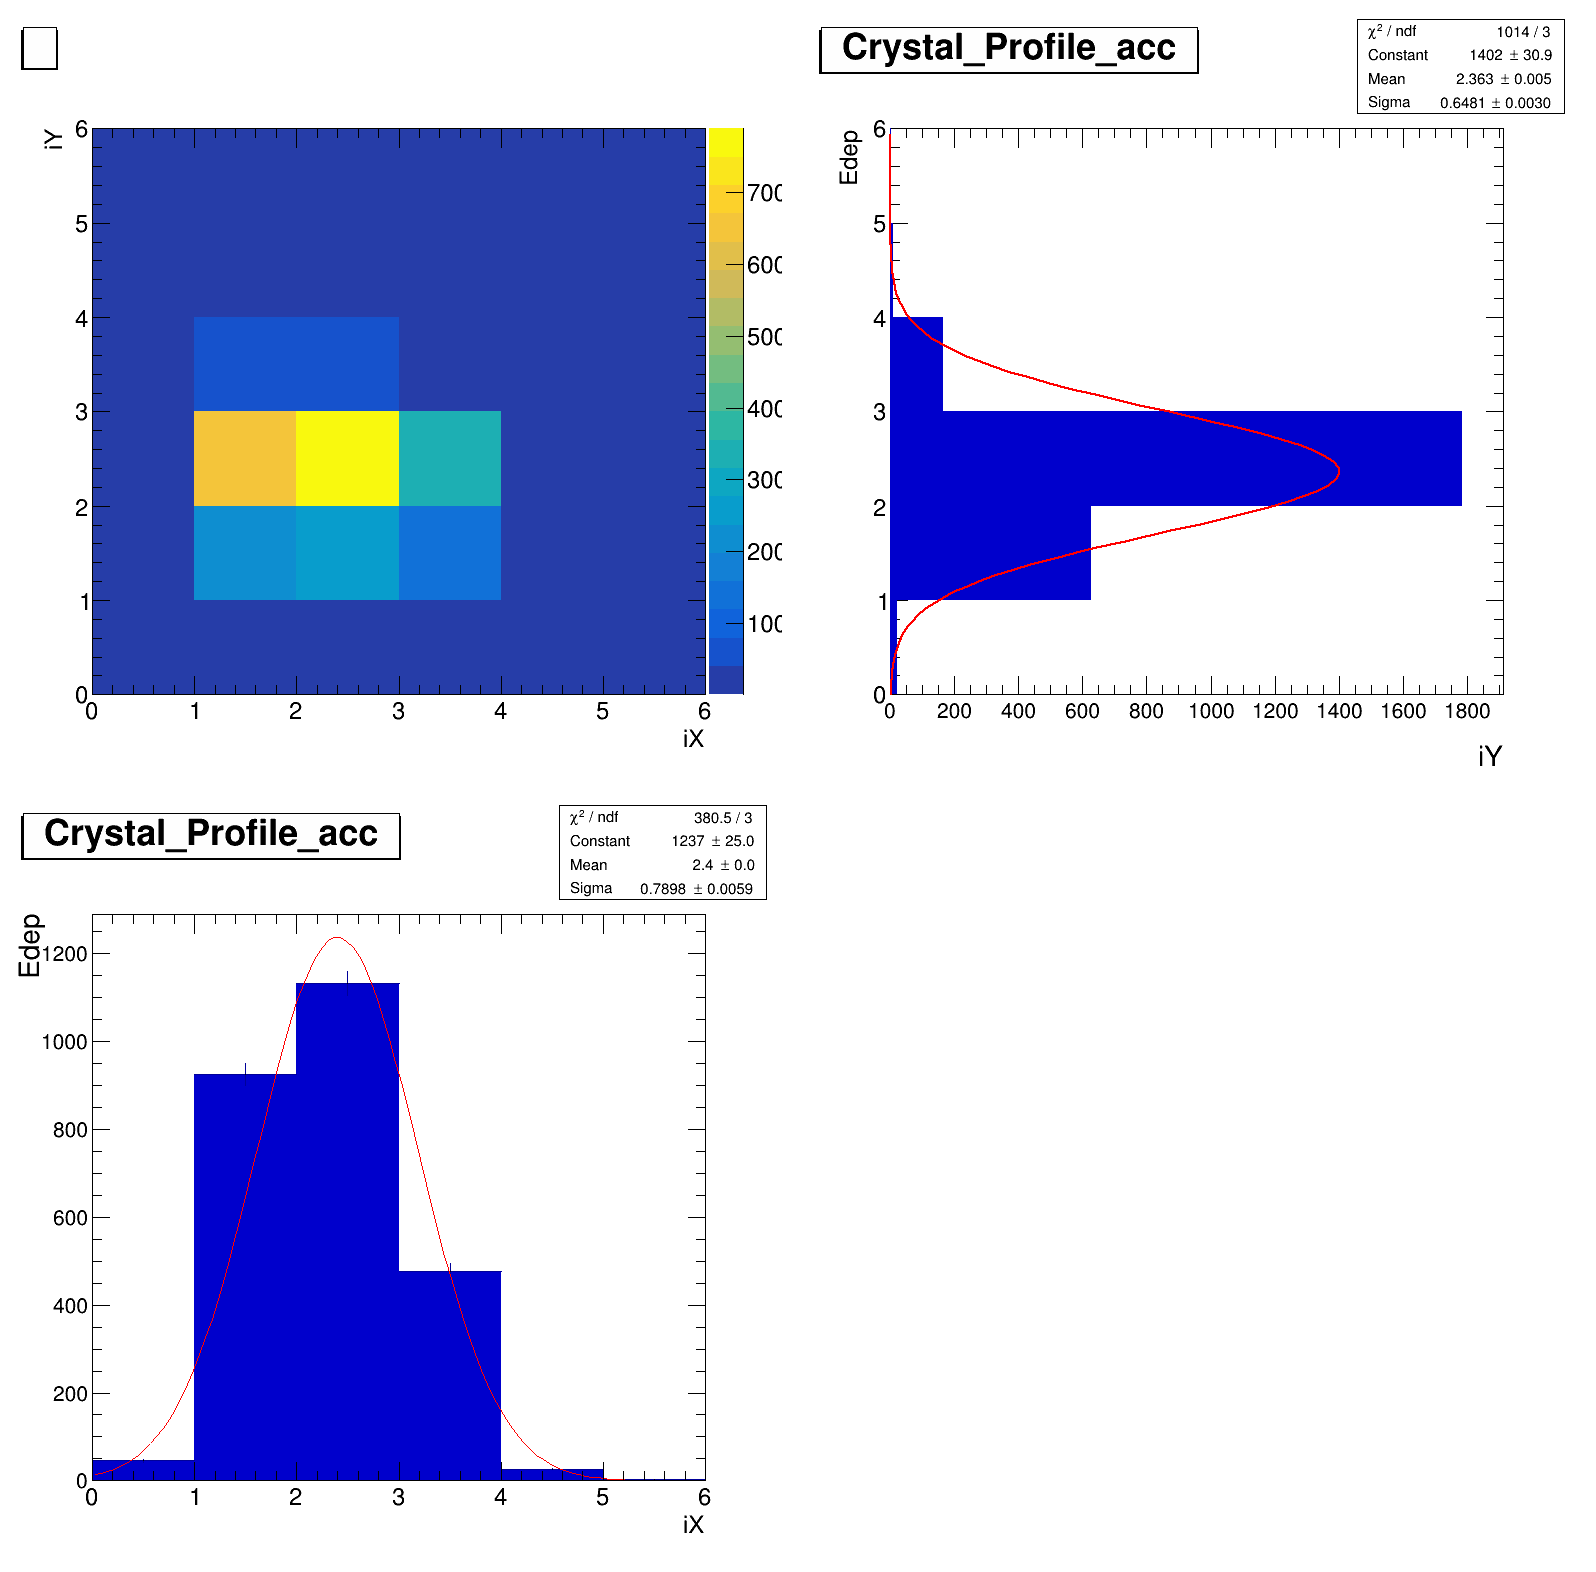 Crystal_Profile_acc
χ² / ndf 1014 / 3
Constant 1402 ± 30.9
Mean 2.363 ± 0.005
Sigma 0.6481 ± 0.0030
iY
6
5
4
3
2
1
0
0 1 2 3 4 5 6
iX
700
600
500
400
300
200
100
Edep
6
5
4
3
2
1
0
0 200 400 600 800 1000 1200 1400 1600 1800
iY
Crystal_Profile_acc
χ² / ndf 380.5 / 3
Constant 1237 ± 25.0
Mean 2.4 ± 0.0
Sigma 0.7898 ± 0.0059
Edep
1200
1000
800
600
400
200
0
0 1 2 3 4 5 6
iX